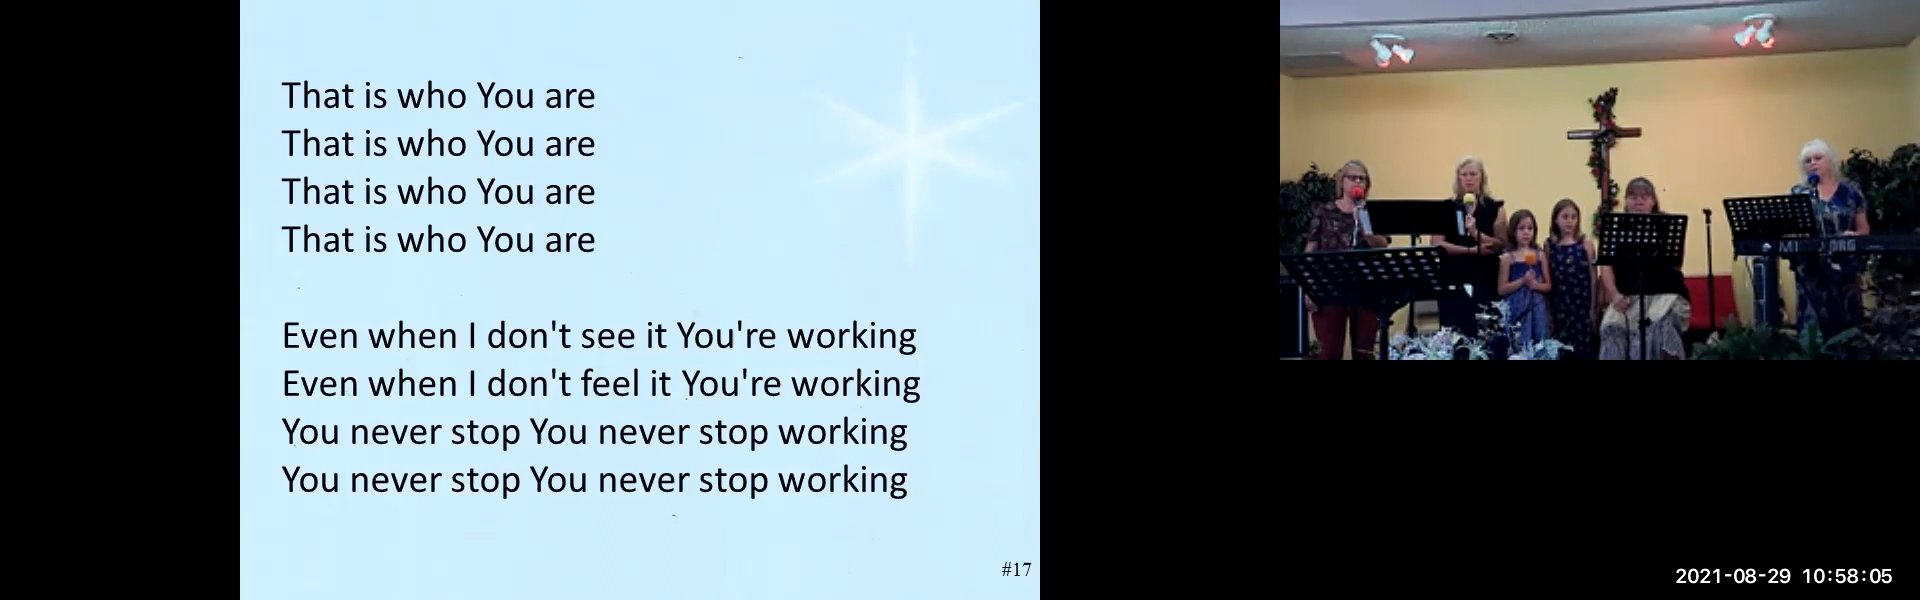 That is who You are
That is who You are
That is who You are
That is who You are
Even when I don't see it You're working
Even when I don't feel it You're working
You never stop You never stop working
You never stop You never stop working
#17
2021-08-29 10:58:05